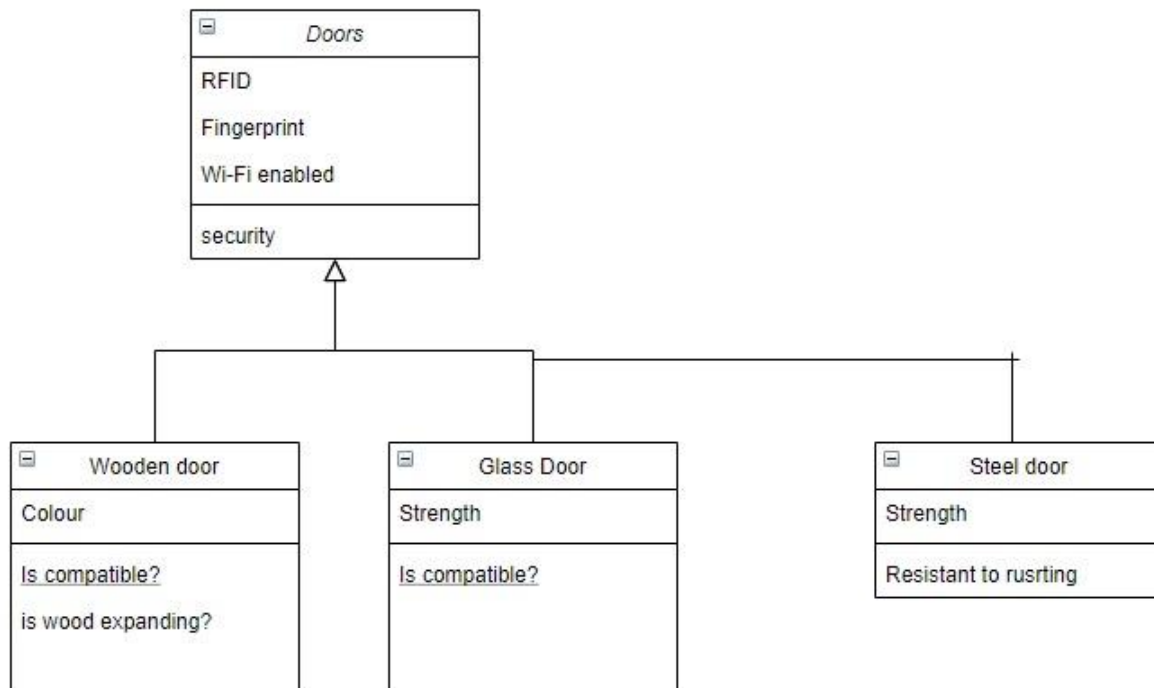 Doors
RFID
Fingerprint
Wi-Fi enabled
security
Wooden door
Colour
Is compatible?
is wood expanding?
Glass Door
Strength
Is compatible?
Steel door
Strength
Resistant to rusrting